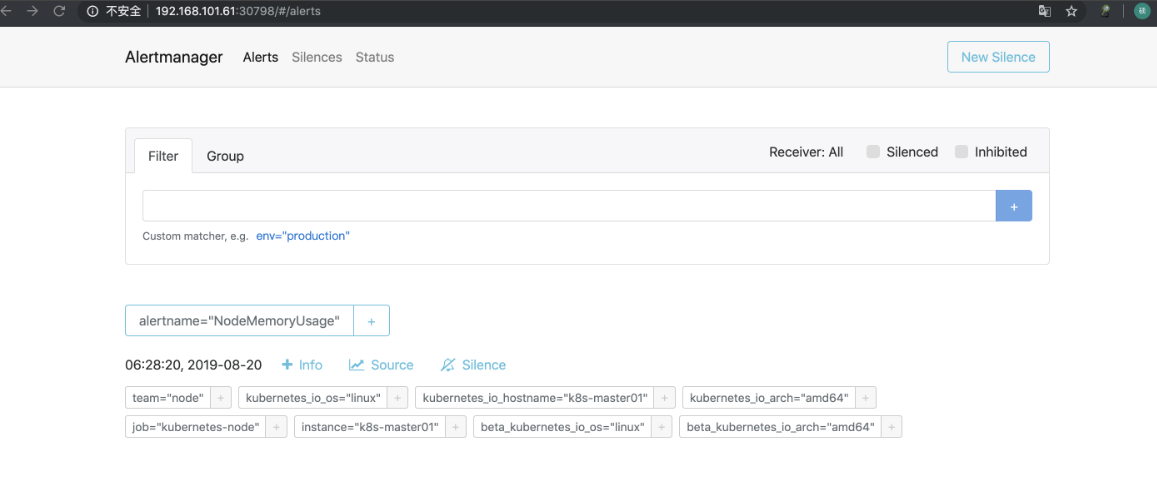 不安全 192.168.101.61:30798/#/alerts
Alertmanager Alerts Silences Status New Silence
Filter Group Receiver: All Silenced Inhibited
+
Custom matcher, e.g. env="production"
alertname="NodeMemoryUsage" +
06:28:20, 2019-08-20 + Info Source Silence
team="node" + kubernetes_io_os="linux" + kubernetes_io_hostname="k8s-master01" + kubernetes_io_arch="amd64" +
job="kubernetes-node" + instance="k8s-master01" + beta_kubernetes_io_os="linux" + beta_kubernetes_io_arch="amd64" +